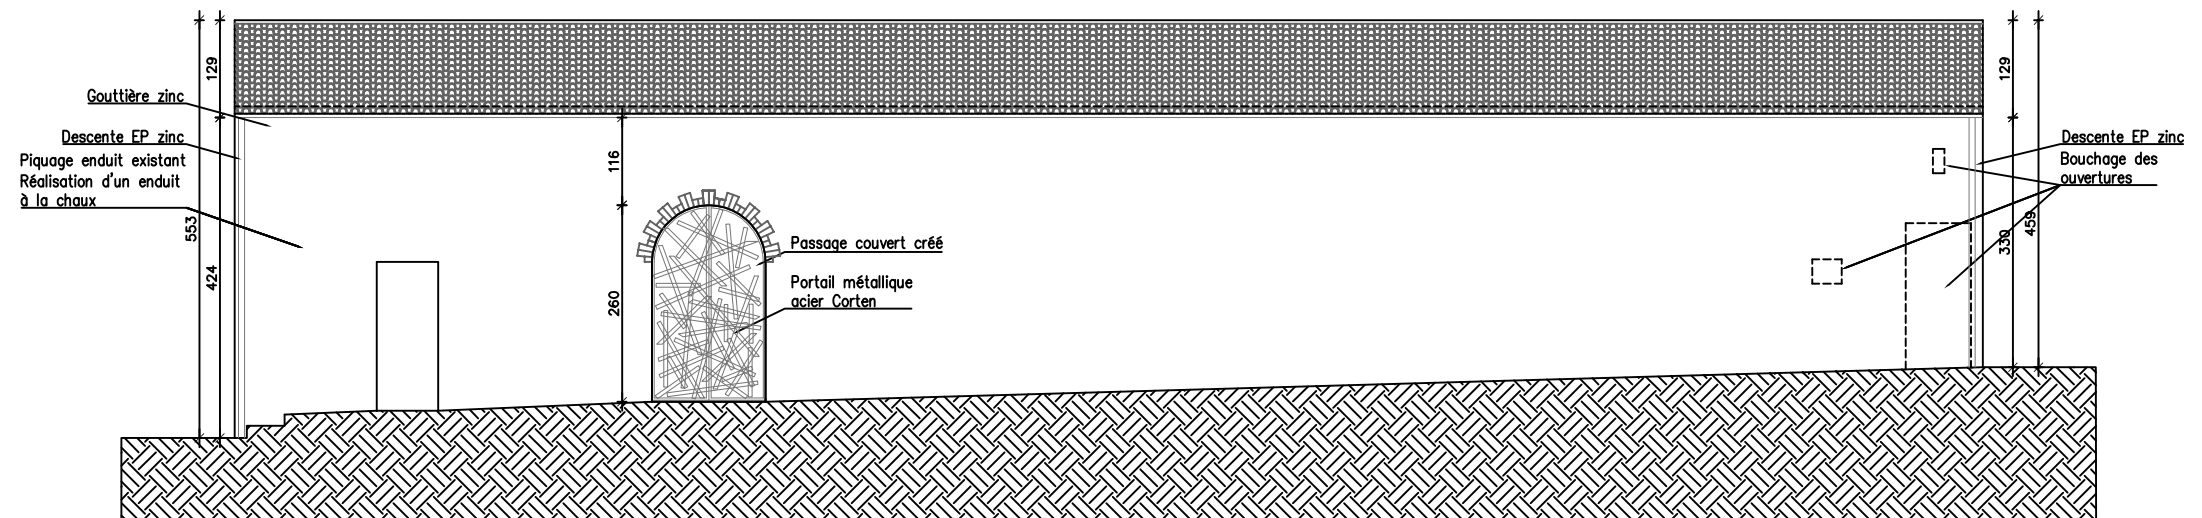 129
Gouttière zinc
Descente EP zinc
Piquage enduit existant
Réalisation d'un enduit
à la chaux
553
424
116
260
Passage couvert créé
Portail métallique
acier Corten
129
Descente EP zinc
Bouchage des
ouvertures
330
459